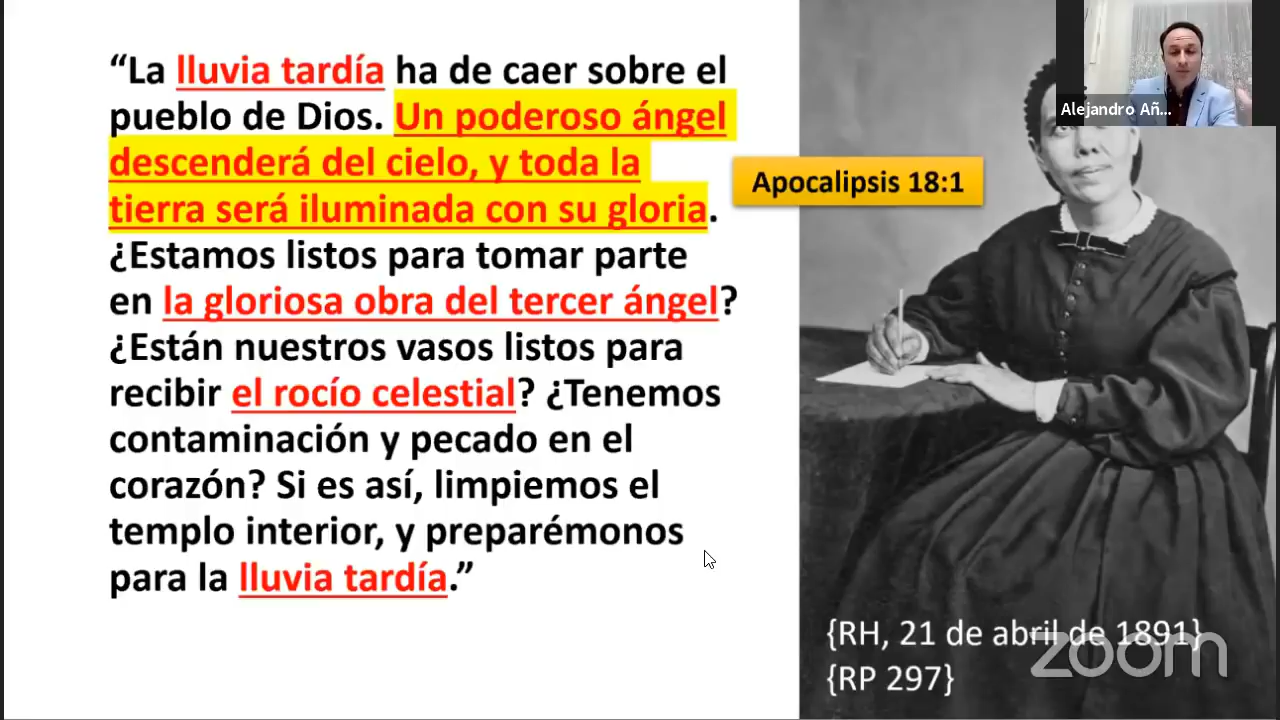 “La lluvia tardía ha de caer sobre el
pueblo de Dios. Un poderoso ángel
descenderá del cielo, y toda la
tierra será iluminada con su gloria.
¿Estamos listos para tomar parte
en la gloriosa obra del tercer ángel?
¿Están nuestros vasos listos para
recibir el rocío celestial? ¿Tenemos
contaminación y pecado en el
corazón? Si es así, limpiemos el
templo interior, y preparémonos
para la lluvia tardía.”
Apocalipsis 18:1
Alejandro Añ...
{RH, 21 de abril de 1891}
{RP 297}
zoom